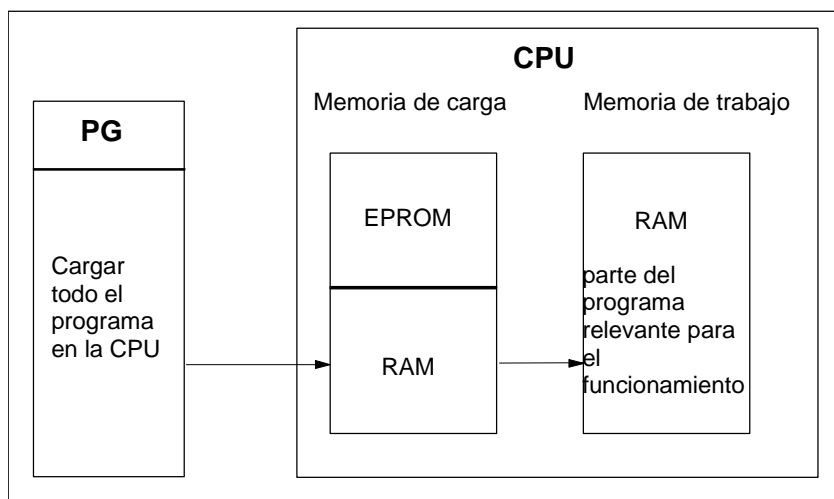 CPU
Memoria de carga
Memoria de trabajo
PG
Cargar
todo el
programa
en la CPU
EPROM
RAM
RAM
parte del
programa
relevante para
el
funcionamiento